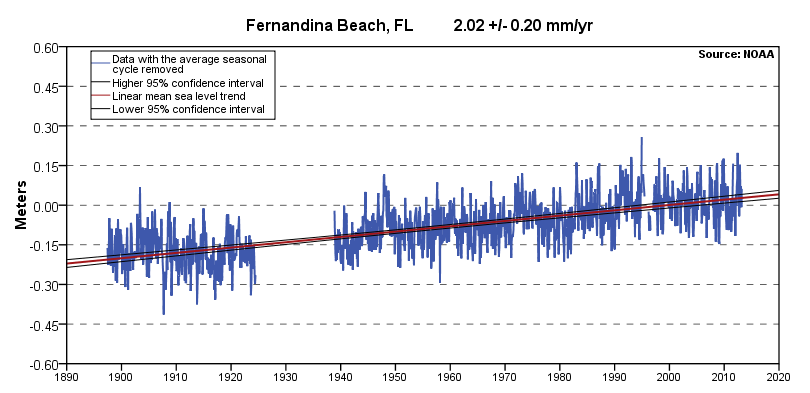 Fernandina Beach, FL 2.02 +/- 0.20 mm/yr
Source: NOAA
Data with the average seasonal
cycle removed
Higher 95% confidence interval
Linear mean sea level trend
Lower 95% confidence interval
Meters
0.60
0.45
0.30
0.15
0.00
-0.15
-0.30
-0.45
-0.60
1890 1900 1910 1920 1930 1940 1950 1960 1970 1980 1990 2000 2010 2020